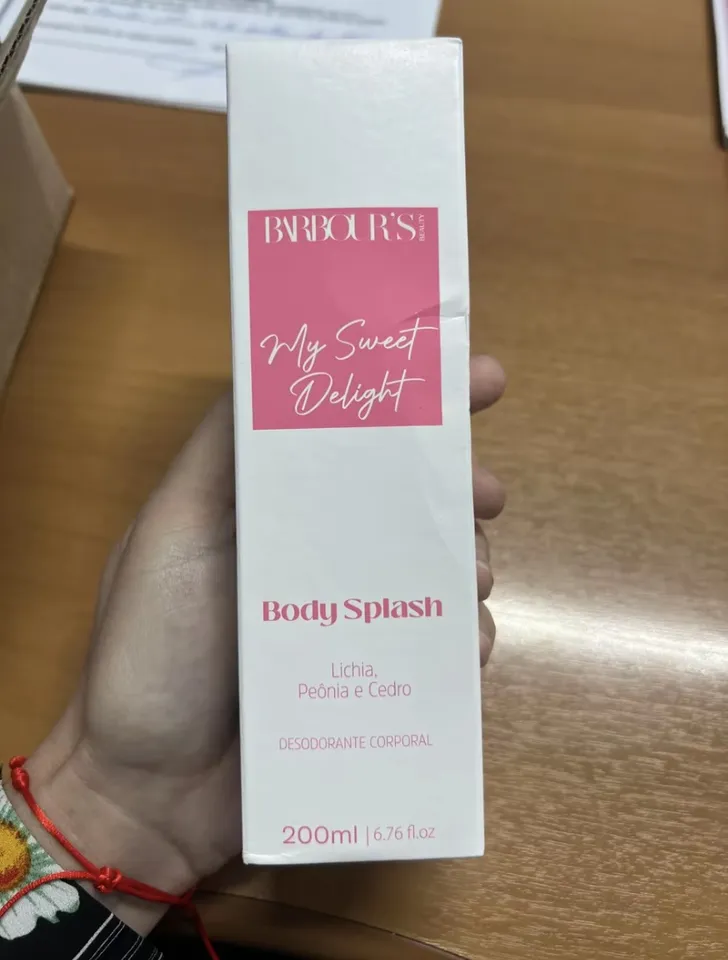 BARBOUR'S BEAUTY
My Sweet
Delight
Body Splash
Lichia,
Peônia e Cedro
DESODORANTE CORPORAL
200ml | 6.76 fl.oz